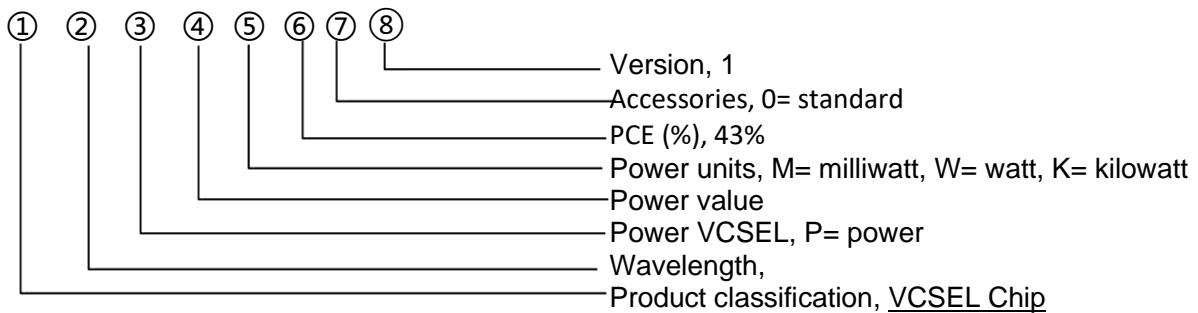 ① ② ③ ④ ⑤ ⑥ ⑦ ⑧
Version, 1
Accessories, 0= standard
PCE (%), 43%
Power units, M= milliwatt, W= watt, K= kilowatt
Power value
Power VCSEL, P= power
Wavelength,
Product classification, VCSEL Chip